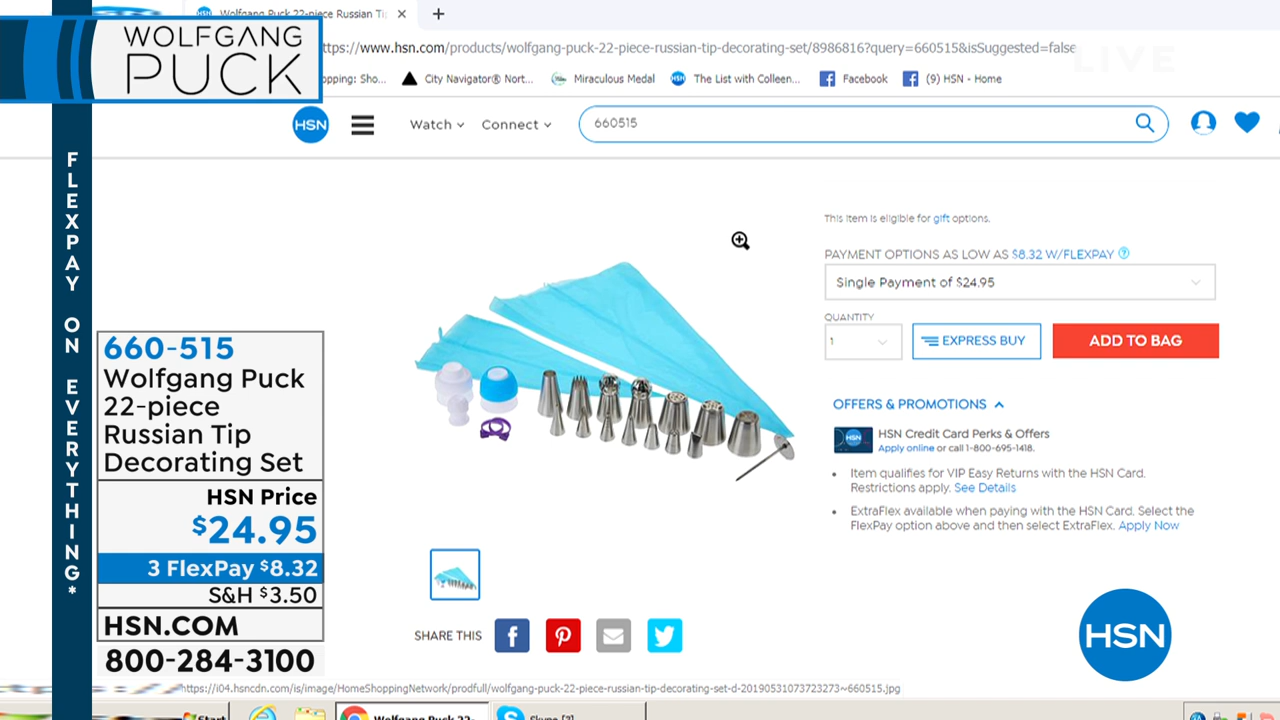 Wolfgang Puck 22-piece Russian Ti
WOLFGANG
PUCK
ttps://www.hsn.com/products/wolfgang-puck-22-piece-russian-tip-decorating-set/8986816?query=660515&isSuggested=false
LIVE
opping: Sho...
City Navigator® Nort...
Miraculous Medal
The List with Colleen...
Facebook
(9) HSN - Home
HSN
Watch
Connect
660515
FLEXPAY ON EVERYTHING*
This item is eligible for gift options.
PAYMENT OPTIONS AS LOW AS $8.32 W/FLEXPAY ?
Single Payment of $24.95
QUANTITY
1
EXPRESS BUY
ADD TO BAG
OFFERS & PROMOTIONS
HSN
HSN Credit Card Perks & Offers
Apply online or call 1-800-695-1418.
• Item qualifies for VIP Easy Returns with the HSN Card.
Restrictions apply. See Details
• ExtraFlex available when paying with the HSN Card. Select the
FlexPay option above and then select ExtraFlex. Apply Now
660-515
Wolfgang Puck
22-piece
Russian Tip
Decorating Set
HSN Price
$24.95
3 FlexPay $8.32
S&H $3.50
HSN.COM
800-284-3100
SHARE THIS
HSN
https://i04.hsncdn.com/is/image/HomeShoppingNetwork/prodfull/wolfgang-puck-22-piece-russian-tip-decorating-set-d-20190531073723273~660515.jpg
Start
Wolfgang Puck 22-
Skype [2]